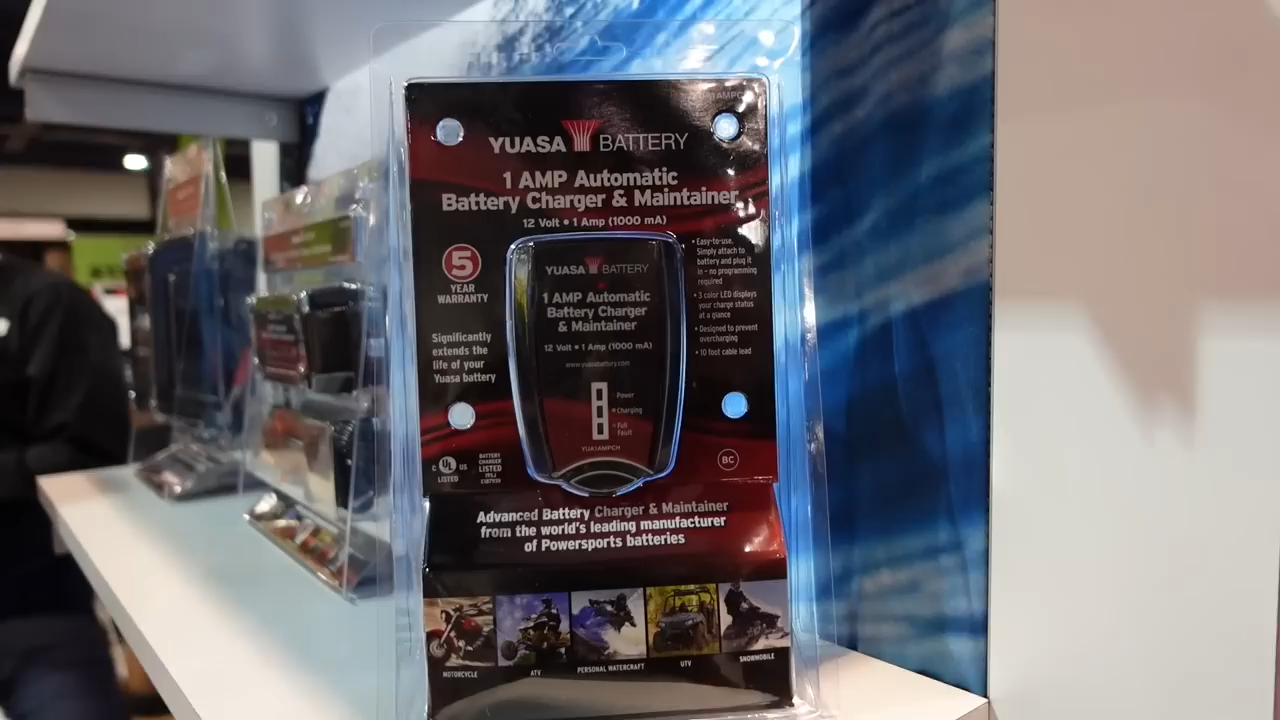 YUASA BATTERY
1 AMP Automatic
Battery Charger & Maintainer
12 Volt • 1 Amp (1000 mA)
5
YEAR
WARRANTY
Significantly
extends the
life of your
Yuasa battery
YUASA BATTERY
1 AMP Automatic
Battery Charger
& Maintainer
12 Volt • 1 Amp (1000 mA)
www.yuasabattery.com
Power
Charging
Full
Fault
YUA1AMPCH
• Easy-to-use.
Simply attach to
battery and plug it
in - no programming
required
• 3 color LED displays
your charge status
at a glance
• Designed to prevent
overcharging
• 10 foot cable lead
C UL US
LISTED
BATTERY
CHARGER
LISTED
BC
Advanced Battery Charger & Maintainer
from the world's leading manufacturer
of Powersports batteries
MOTORCYCLE
ATV
PERSONAL WATERCRAFT
UTV
SNOWMOBILE